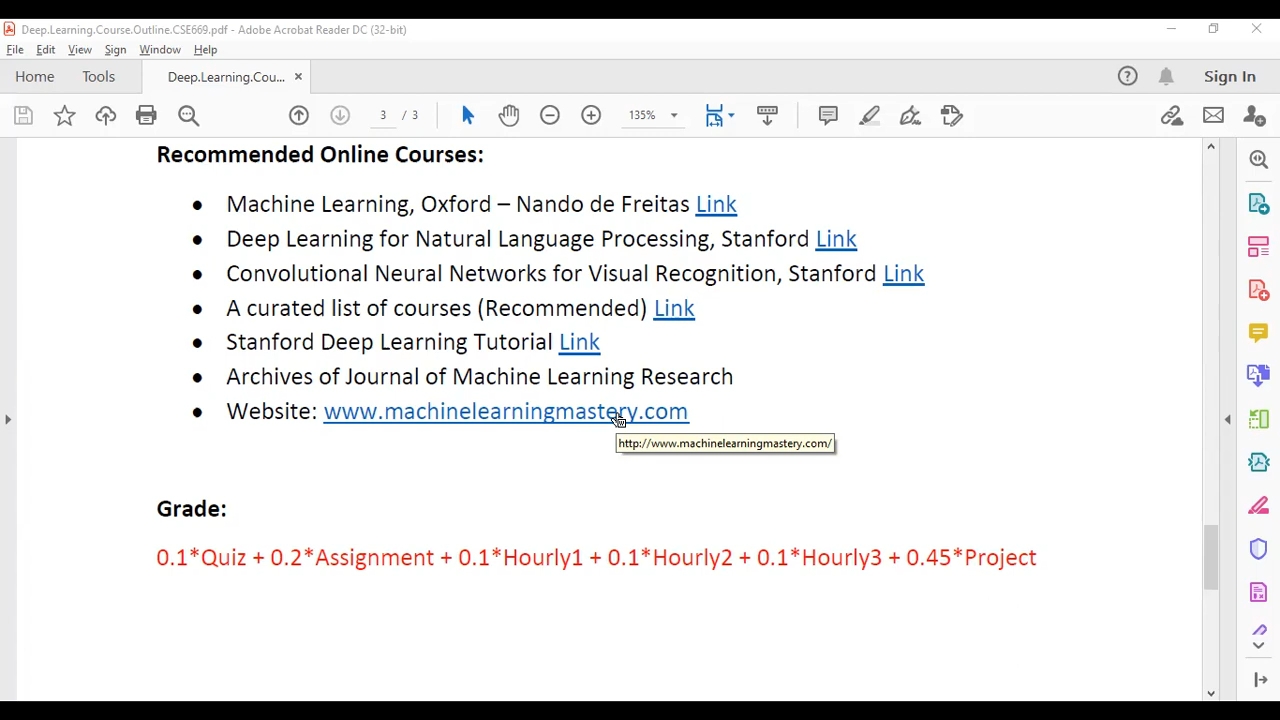 Deep.Learning.Course.Outline.CSE669.pdf - Adobe Acrobat Reader DC (32-bit)
File Edit View Sign Window Help
Home Tools Deep.Learning.Cou... × Sign In
3 / 3 135%
Recommended Online Courses:
● Machine Learning, Oxford – Nando de Freitas Link
● Deep Learning for Natural Language Processing, Stanford Link
● Convolutional Neural Networks for Visual Recognition, Stanford Link
● A curated list of courses (Recommended) Link
● Stanford Deep Learning Tutorial Link
● Archives of Journal of Machine Learning Research
● Website: www.machinelearningmastery.com
http://www.machinelearningmastery.com/
Grade:
0.1*Quiz + 0.2*Assignment + 0.1*Hourly1 + 0.1*Hourly2 + 0.1*Hourly3 + 0.45*Project